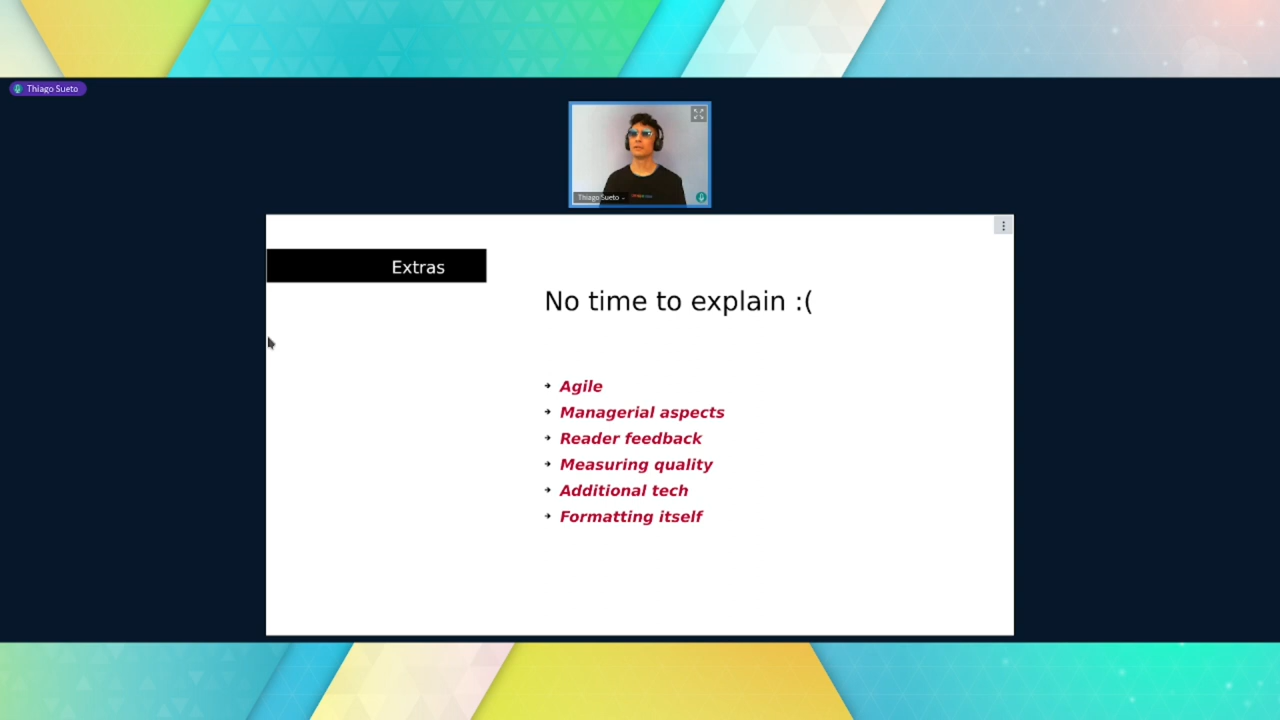 Thiago Sueto
Thiago Sueto
Extras
No time to explain :(
➔ Agile
➔ Managerial aspects
➔ Reader feedback
➔ Measuring quality
➔ Additional tech
➔ Formatting itself